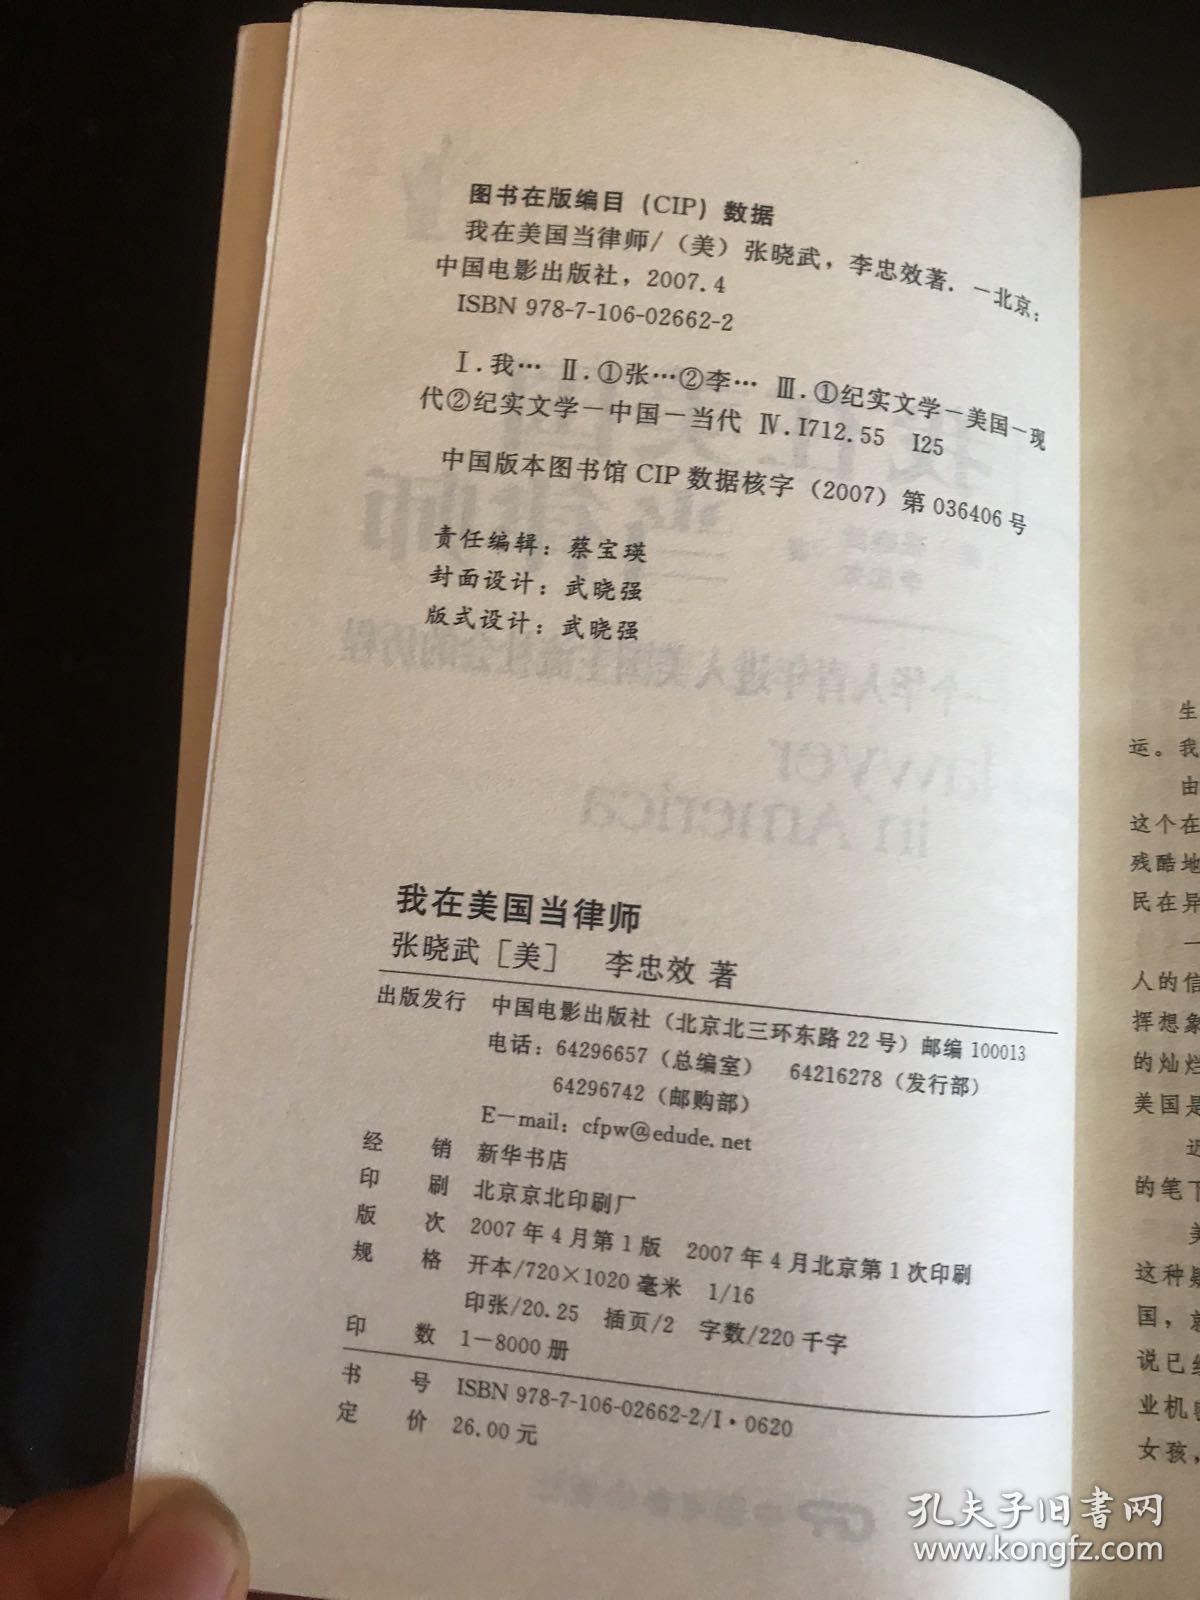 图书在版编目（CIP）数据
我在美国当律师/（美）张晓武，李忠效著．－北京：
中国电影出版社，2007.4
ISBN 978-7-106-02662-2
Ⅰ.我… Ⅱ.①张…②李… Ⅲ.①纪实文学－美国－现
代②纪实文学－中国－当代 Ⅳ.I712.55 I25
中国版本图书馆 CIP 数据核字（2007）第 036406 号
责任编辑：蔡宝瑛
封面设计：武晓强
版式设计：武晓强
我在美国当律师
张晓武［美］ 李忠效 著
出版发行 中国电影出版社（北京北三环东路 22 号）邮编 100013
电话：64296657（总编室） 64216278（发行部）
64296742（邮购部）
E－mail：cfpw@edude.net
经 销 新华书店
印 刷 北京京北印刷厂
版 次 2007 年 4 月第 1 版 2007 年 4 月北京第 1 次印刷
规 格 开本/720×1020 毫米 1/16
印张/20.25 插页/2 字数/220 千字
印 数 1－8000 册
书 号 ISBN 978-7-106-02662-2/I·0620
定 价 26.00 元
生
运。我
由
这个在
残酷地
民在异
一
人的信
挥想象
的灿烂
美国是
近
的笔下
美
这种疑
国，就
说已经
业机
女孩，
孔夫子旧书网
www.kongfz.com